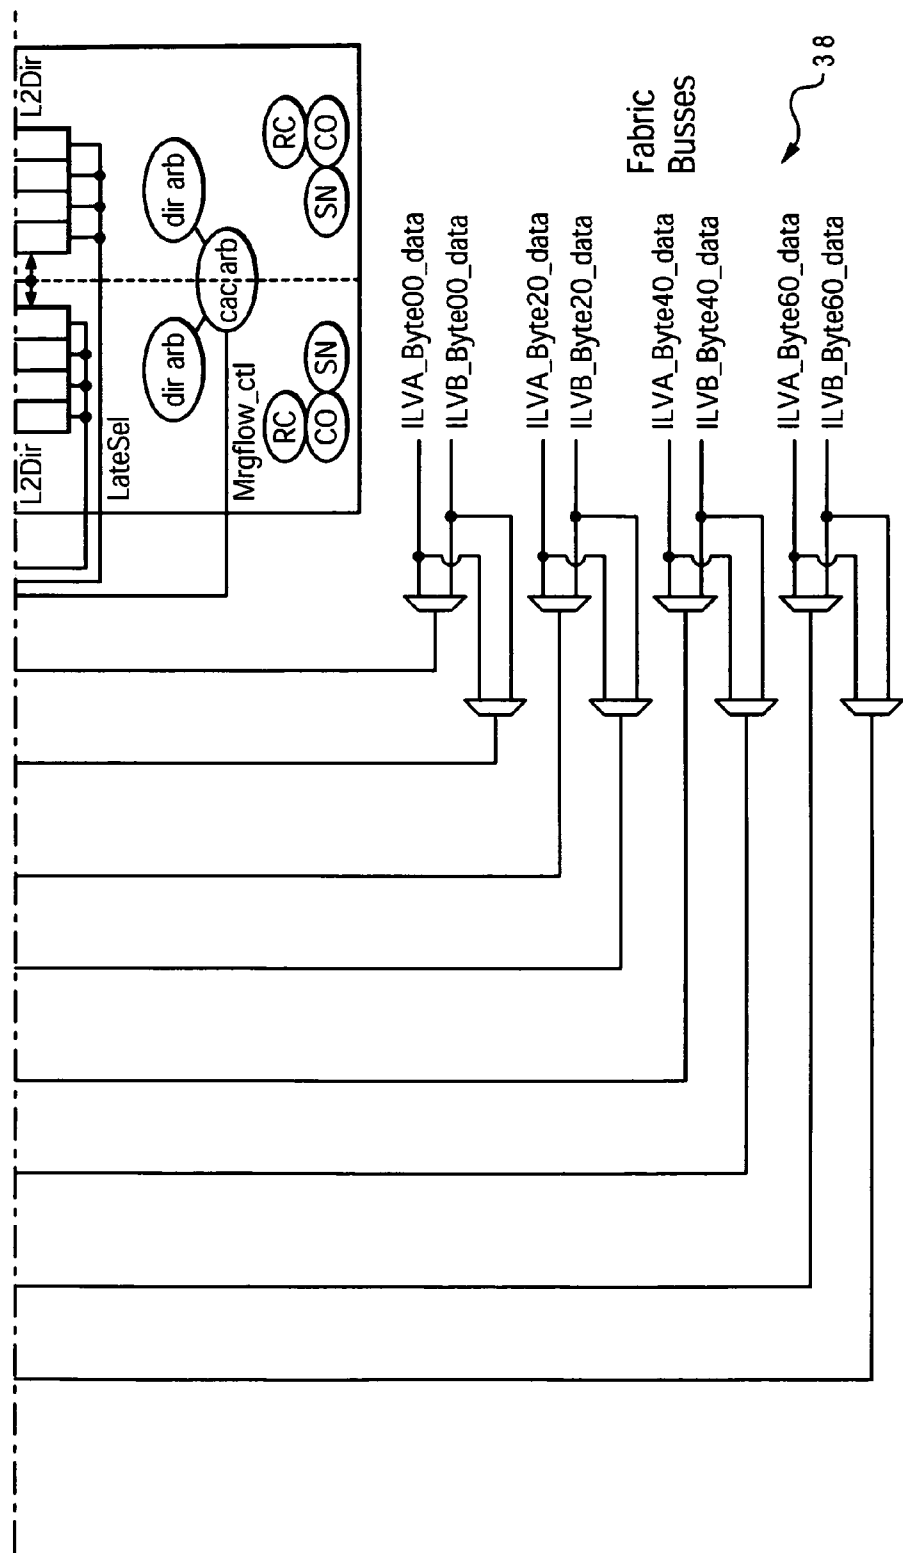 L2Dir
L2Dir
LateSel
dir arb
dir arb
cac arb
Mrgflow_ctl
RC
CO
SN
RC
CO
SN
ILVA_Byte00_data
ILVB_Byte00_data
ILVA_Byte20_data
ILVB_Byte20_data
ILVA_Byte40_data
ILVB_Byte40_data
ILVA_Byte60_data
ILVB_Byte60_data
Fabric
Busses
38